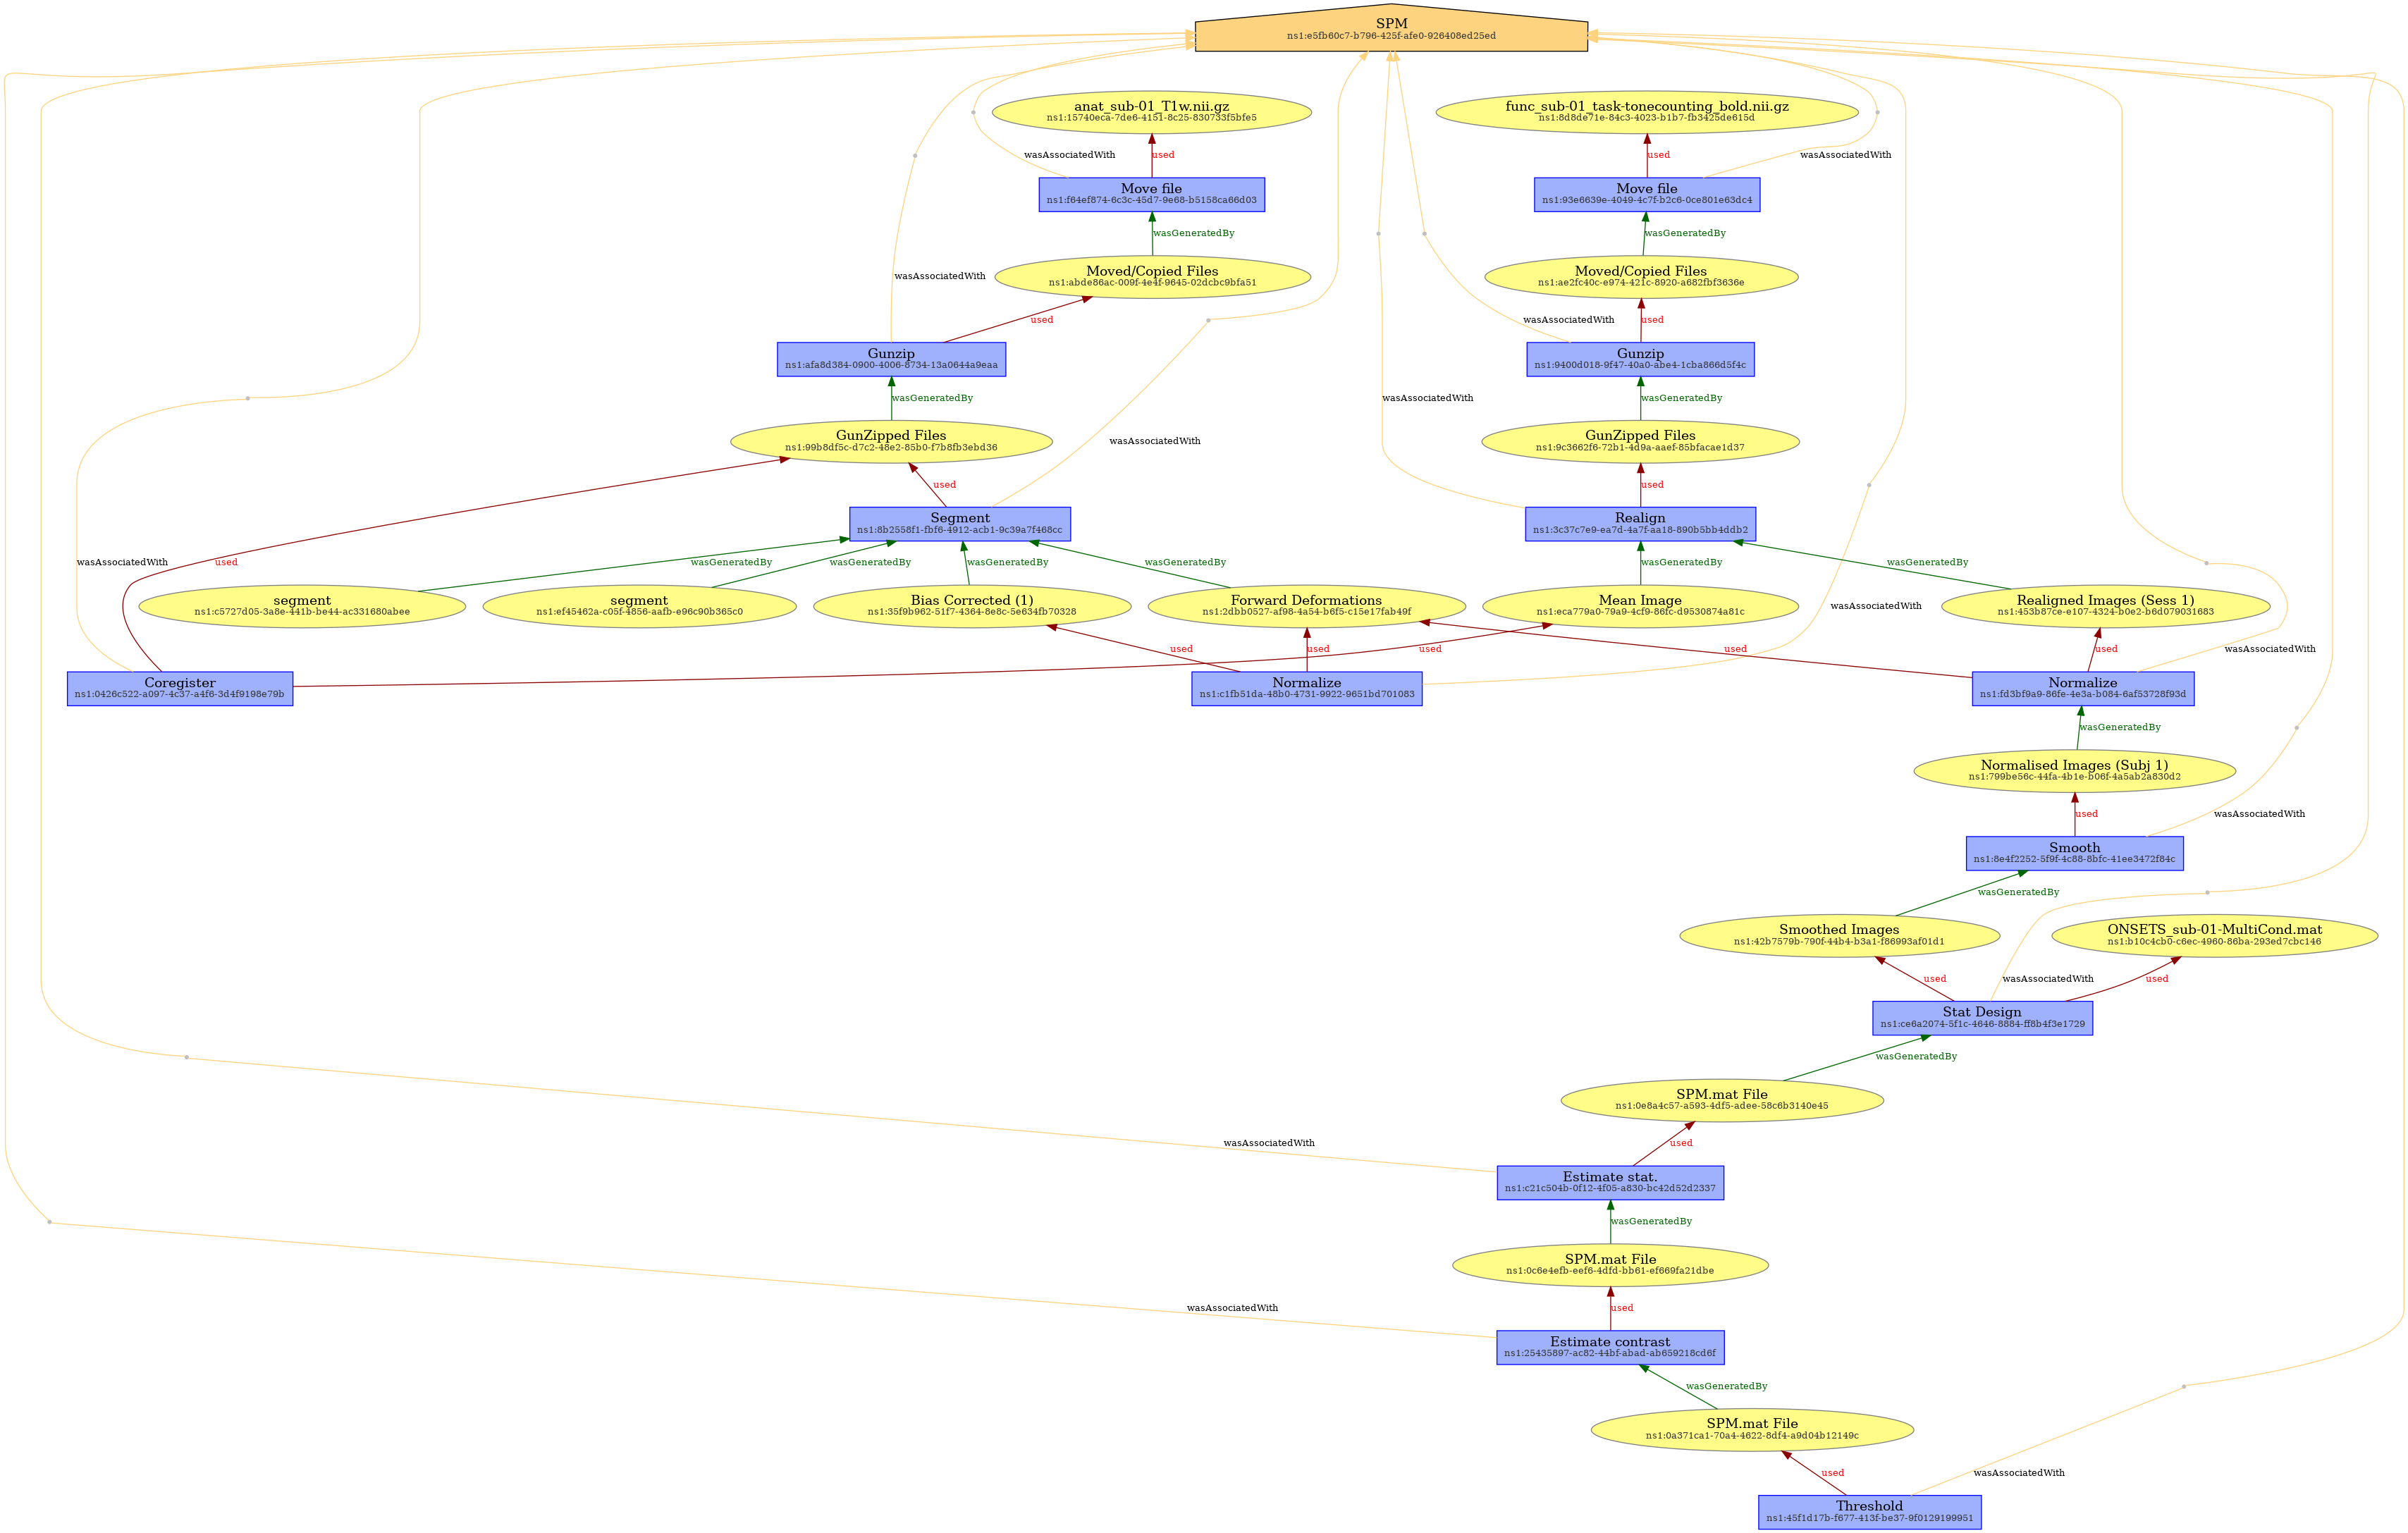 SPM
ns1:e5fb60c7-b796-425f-afe0-926408ed25ed
anat_sub-01_T1w.nii.gz
ns1:15740eca-7de6-4151-8c25-830733f5bfe5
func_sub-01_task-tonecounting_bold.nii.gz
ns1:8d8de71e-84c3-4023-b1b7-fb3425de615d
wasAssociatedWith
used
used
wasAssociatedWith
Move file
ns1:f64ef874-6c3c-45d7-9e68-b5158ca66d03
Move file
ns1:93e6639e-4049-4c7f-b2c6-0ce801e63dc4
wasGeneratedBy
wasGeneratedBy
wasAssociatedWith
Moved/Copied Files
ns1:abde86ac-009f-4e4f-9645-02dcbc9bfa51
Moved/Copied Files
ns1:ae2fc40c-e974-421c-8920-a682fbf3636e
used
wasAssociatedWith
used
Gunzip
ns1:afa8d384-0900-4006-8734-13a0644a9eaa
Gunzip
ns1:9400d018-9f47-40a0-abe4-1cba866d5f4c
wasGeneratedBy
wasAssociatedWith
wasGeneratedBy
GunZipped Files
ns1:99b8df5c-d7c2-48e2-85b0-f7b8fb3ebd36
wasAssociatedWith
GunZipped Files
ns1:9c3662f6-72b1-4d9a-aaef-85bfacae1d37
used
used
Segment
ns1:8b2558f1-fbf6-4912-acb1-9c39a7f468cc
Realign
ns1:3c37c7e9-ea7d-4a7f-aa18-890b5bb4ddb2
wasAssociatedWith
used
wasGeneratedBy
wasGeneratedBy
wasGeneratedBy
wasGeneratedBy
wasGeneratedBy
wasGeneratedBy
segment
ns1:c5727d05-3a8e-441b-be44-ac331680abee
segment
ns1:ef45462a-c05f-4856-aafb-e96c90b365c0
Bias Corrected (1)
ns1:35f9b962-51f7-4364-8e8c-5e634fb70328
Forward Deformations
ns1:2dbb0527-af98-4a54-b6f5-c15e17fab49f
Mean Image
ns1:eca779a0-79a9-4cf9-86fc-d9530874a81c
wasAssociatedWith
Realigned Images (Sess 1)
ns1:453b87ce-e107-4324-b0e2-b6d079031683
used
used
used
used
used
wasAssociatedWith
Coregister
ns1:0426c522-a097-4c37-a4f6-3d4f9198e79b
Normalize
ns1:c1fb51da-48b0-4731-9922-9651bd701083
Normalize
ns1:fd3bf9a9-86fe-4e3a-b084-6af53728f93d
wasGeneratedBy
Normalised Images (Subj 1)
ns1:799be56c-44fa-4b1e-b06f-4a5ab2a830d2
used
wasAssociatedWith
Smooth
ns1:8e4f2252-5f9f-4c88-8bfc-41ee3472f84c
wasGeneratedBy
Smoothed Images
ns1:42b7579b-790f-44b4-b3a1-f86993af01d1
ONSETS_sub-01-MultiCond.mat
ns1:b10c4cb0-c6ec-4960-86ba-293ed7cbc146
used
wasAssociatedWith
used
Stat Design
ns1:ce6a2074-5f1c-4646-8884-ff8b4f3e1729
wasGeneratedBy
SPM.mat File
ns1:0e8a4c57-a593-4df5-adee-58c6b3140e45
wasAssociatedWith
used
Estimate stat.
ns1:c21c504b-0f12-4f05-a830-bc42d52d2337
wasGeneratedBy
SPM.mat File
ns1:0c6e4efb-eef6-4dfd-bb61-ef669fa21dbe
wasAssociatedWith
used
Estimate contrast
ns1:25435897-ac82-44bf-abad-ab659218cd6f
wasGeneratedBy
SPM.mat File
ns1:0a371ca1-70a4-4622-8df4-a9d04b12149c
used
wasAssociatedWith
Threshold
ns1:45f1d17b-f677-413f-be37-9f0129199951